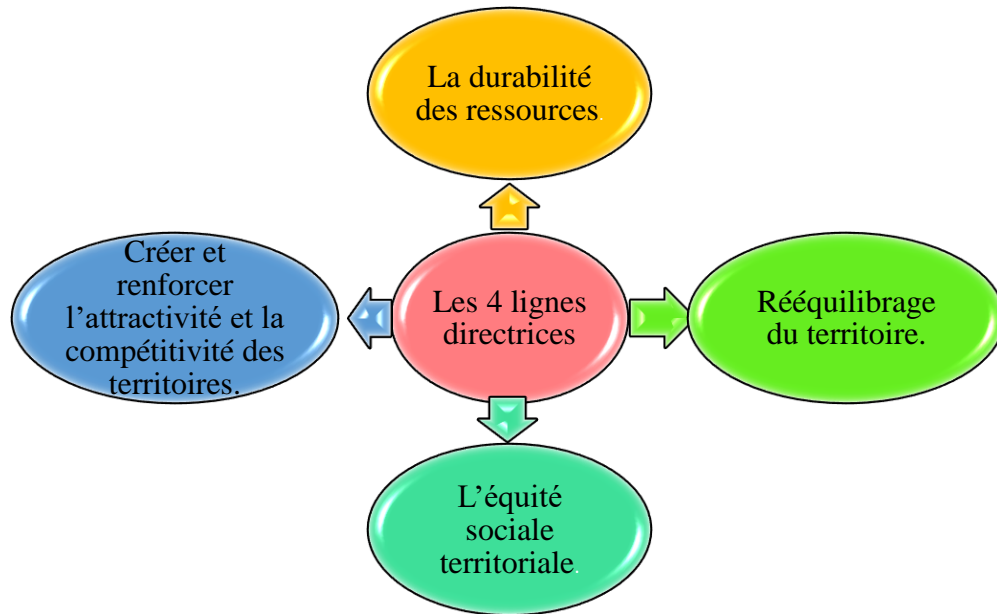 La durabilité
des ressources.
Créer et
renforcer
l’attractivité et la
compétitivité des
territoires.
Les 4 lignes
directrices
Rééquilibrage
du territoire.
L’équité
sociale
territoriale.